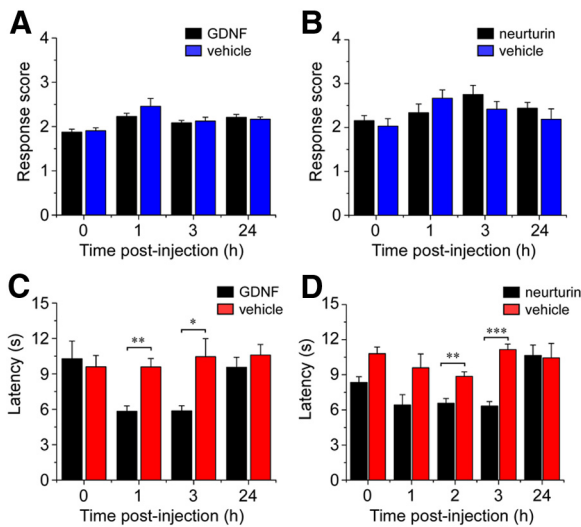 A
GDNF
vehicle
Response score
4
3
2
1
0
0 1 3 24
Time post-injection (h)
B
neurturin
vehicle
Response score
4
3
2
1
0
0 1 3 24
Time post-injection (h)
C
GDNF
vehicle
Latency (s)
15
12
9
6
3
0
**
*
0 1 3 24
Time post-injection (h)
D
neurturin
vehicle
Latency (s)
15
12
9
6
3
0
**
***
0 1 2 3 24
Time post-injection (h)